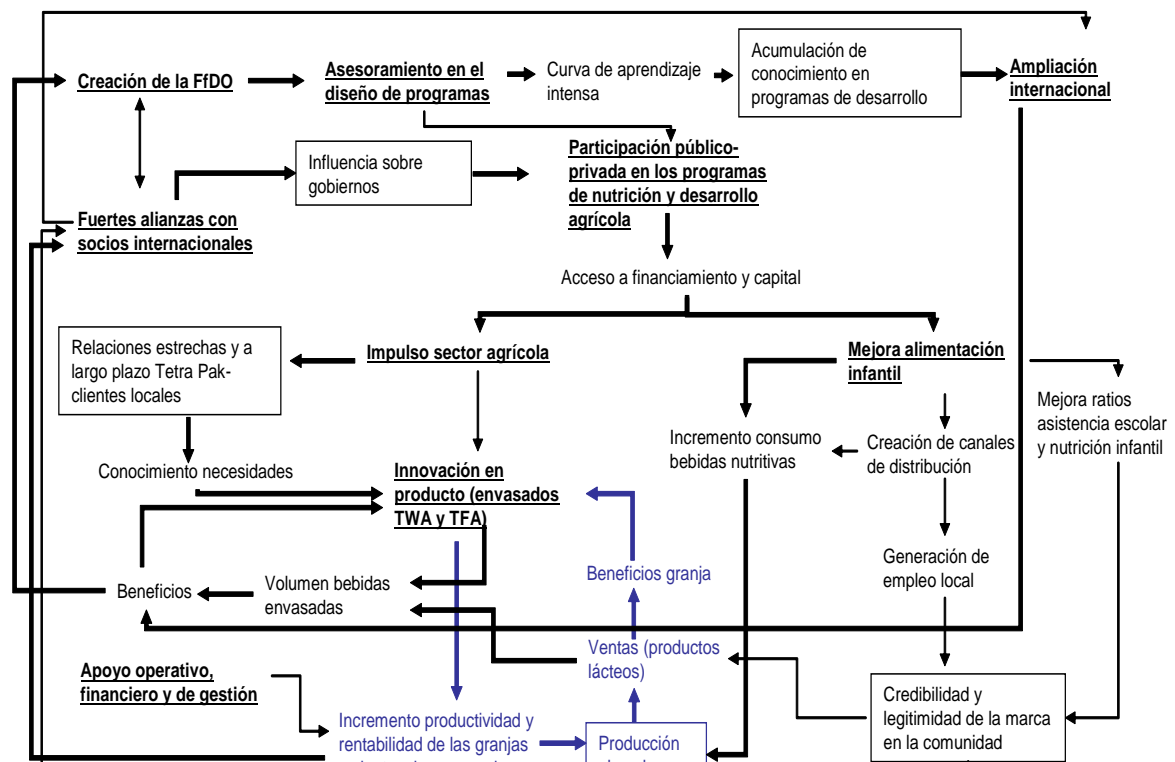 Creación de la FfDO
Asesoramiento en el
diseño de programas
Curva de aprendizaje
intensa
Acumulación de
conocimiento en
programas de desarrollo
Ampliación
internacional
Influencia sobre
gobiernos
Participación público-
privada en los programas
de nutrición y desarrollo
agrícola
Fuertes alianzas con
socios internacionales
Acceso a financiamiento y capital
Relaciones estrechas y a
largo plazo Tetra Pak-
clientes locales
Impulso sector agrícola
Mejora alimentación
infantil
Mejora ratios
asistencia escolar
y nutrición infantil
Conocimiento necesidades
Innovación en
producto (envasados
TWA y TFA)
Incremento consumo
bebidas nutritivas
Creación de canales
de distribución
Beneficios
Volumen bebidas
envasadas
Beneficios granja
Generación de
empleo local
Apoyo operativo,
financiero y de gestión
Ventas (productos
lácteos)
Credibilidad y
legitimidad de la marca
en la comunidad
Incremento productividad y
rentabilidad de las granjas
Producción